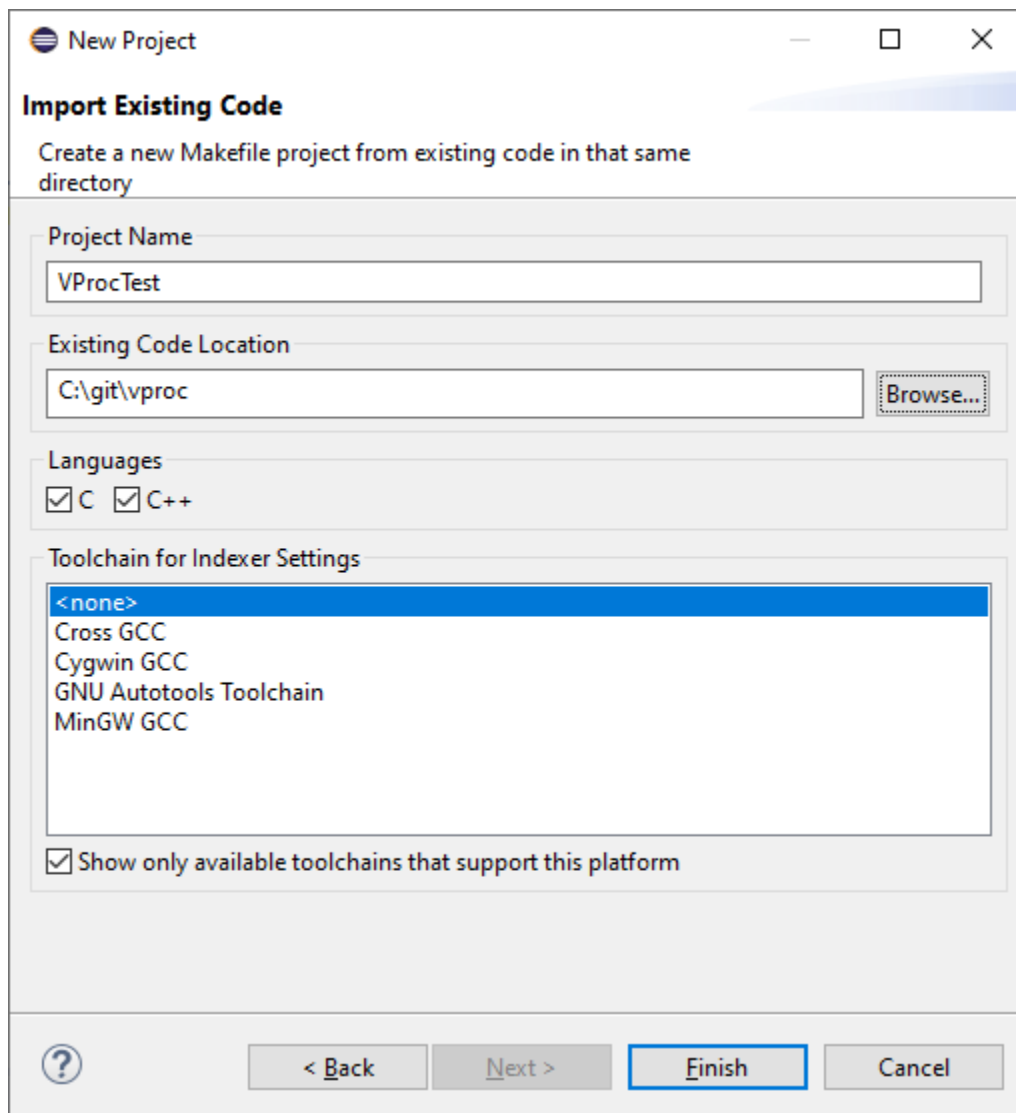 New Project
Import Existing Code
Create a new Makefile project from existing code in that same
directory
Project Name
VProcTest
Existing Code Location
C:\git\vproc
Browse...
Languages
C C++
Toolchain for Indexer Settings
<none>
Cross GCC
Cygwin GCC
GNU Autotools Toolchain
MinGW GCC
Show only available toolchains that support this platform
? < Back Next > Finish Cancel